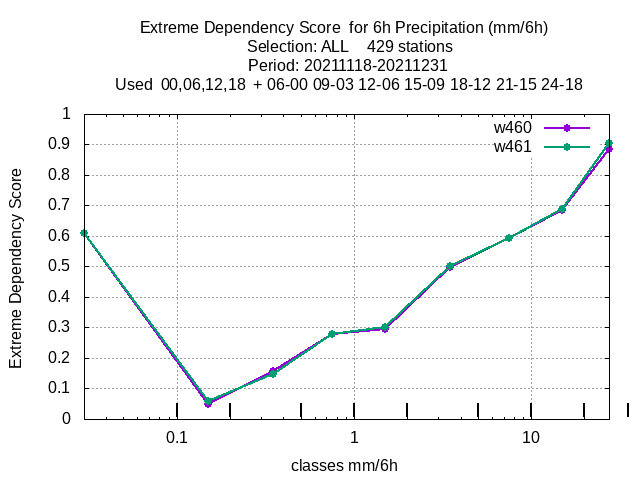 Extreme Dependency Score  for 6h Precipitation (mm/6h)
Selection: ALL    429 stations
Period: 20211118-20211231
Used  00,06,12,18  + 06-00 09-03 12-06 15-09 18-12 21-15 24-18
w460
w461
1
0.9
0.8
0.7
0.6
0.5
0.4
0.3
0.2
0.1
0
Extreme Dependency Score
0.1 1 10
classes mm/6h